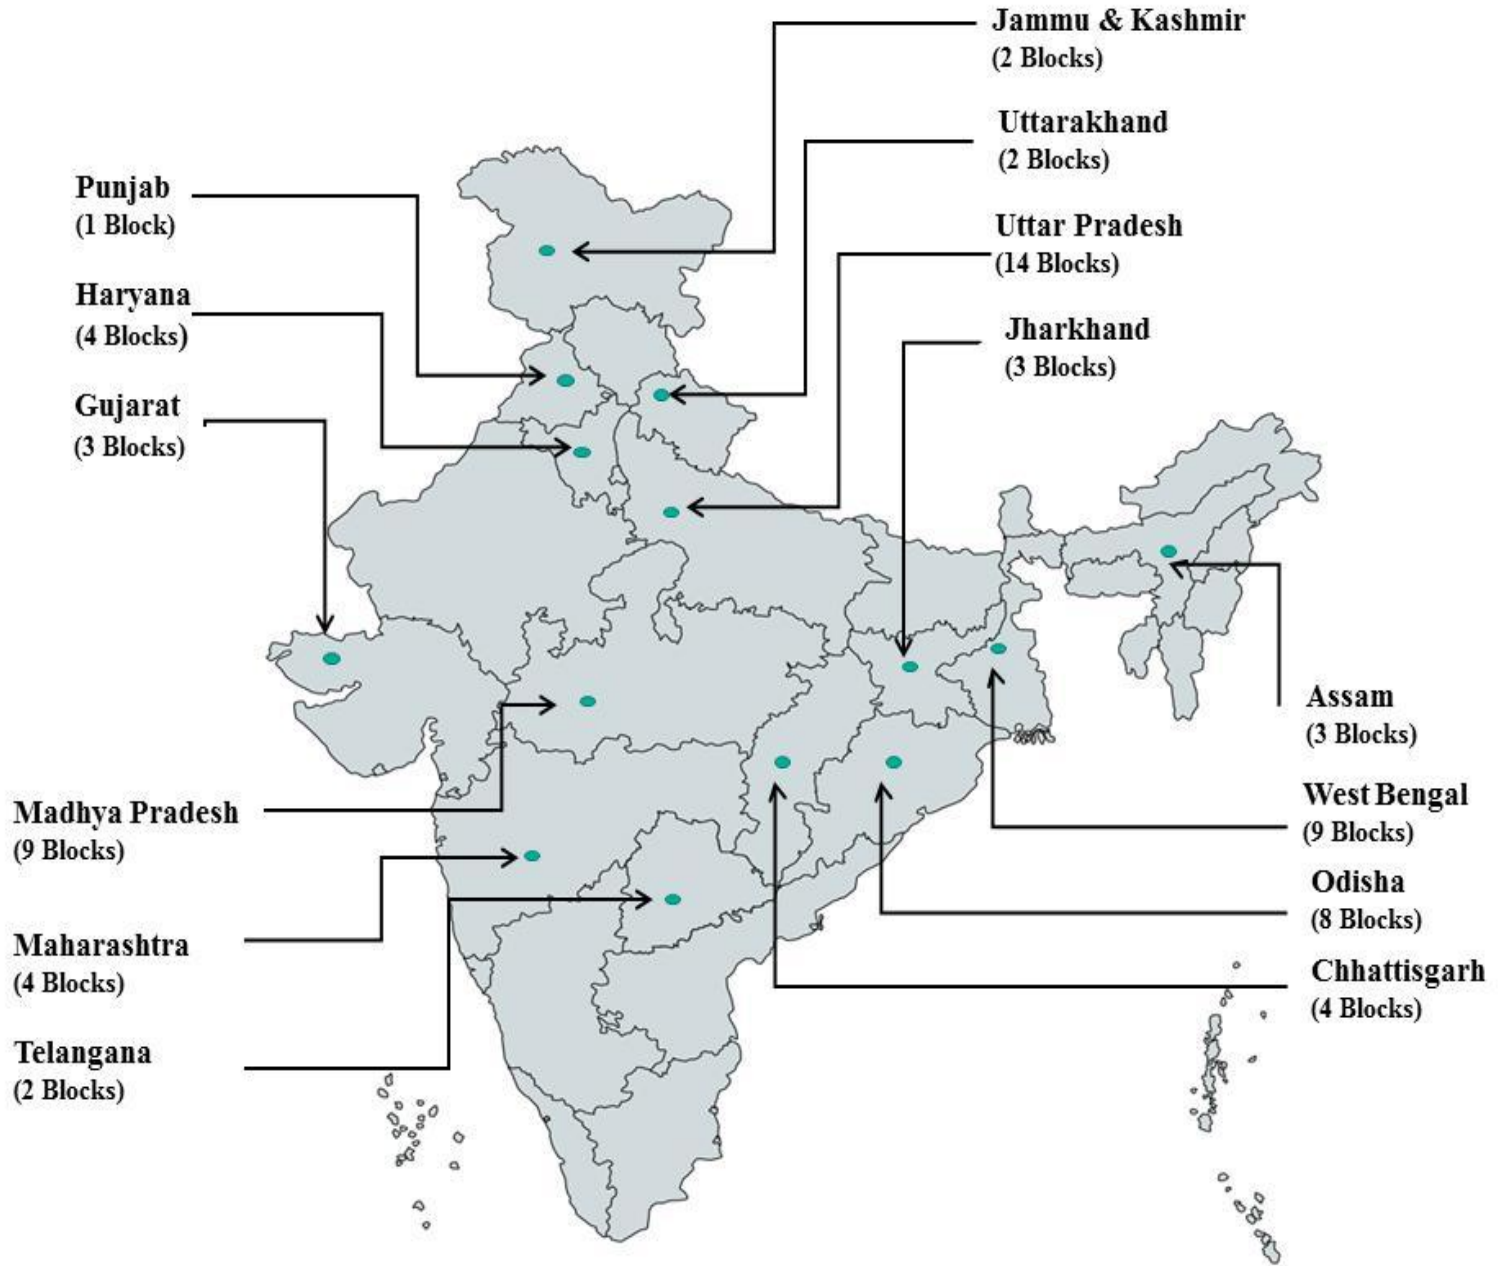 Jammu & Kashmir
(2 Blocks)
Uttarakhand
(2 Blocks)
Punjab
(1 Block)
Uttar Pradesh
(14 Blocks)
Haryana
(4 Blocks)
Jharkhand
(3 Blocks)
Gujarat
(3 Blocks)
Assam
(3 Blocks)
West Bengal
(9 Blocks)
Madhya Pradesh
(9 Blocks)
Odisha
(8 Blocks)
Maharashtra
(4 Blocks)
Chhattisgarh
(4 Blocks)
Telangana
(2 Blocks)